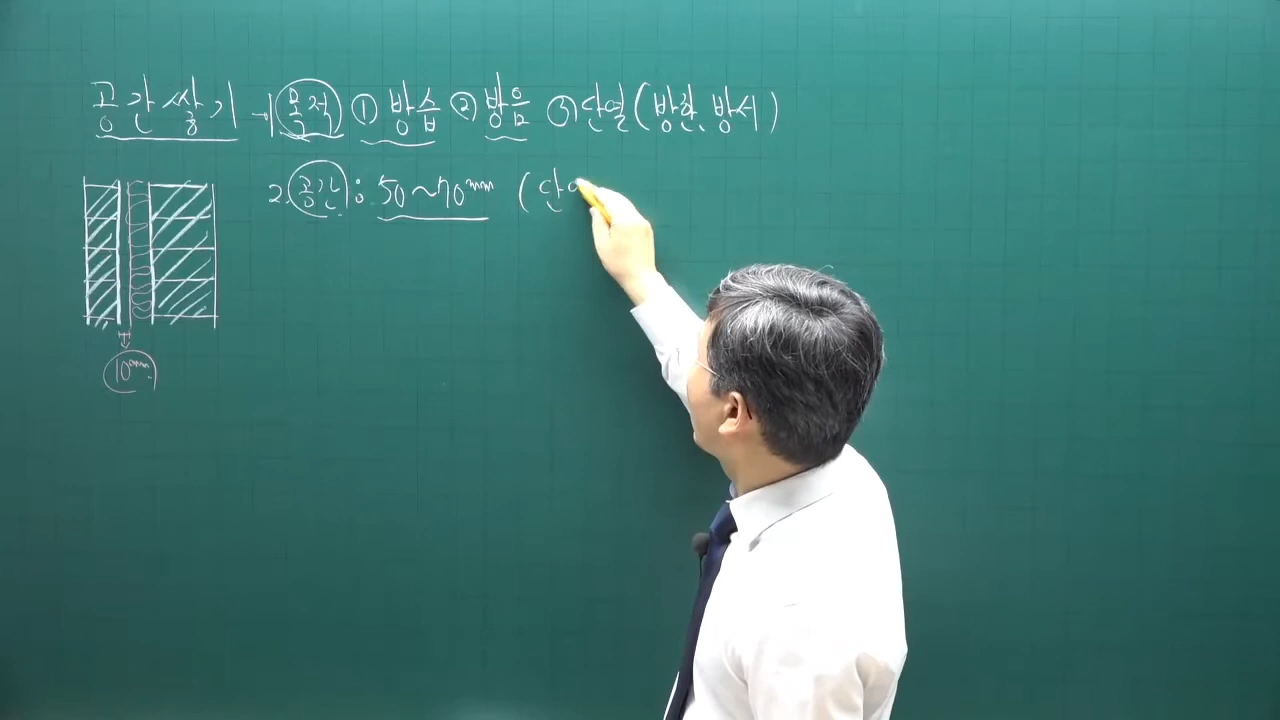 공간쌓기 → 1 목적 ① 방습 ② 방음 ③ 단열(방한, 방서)
2. 공간 : 50~70mm (단
10mm